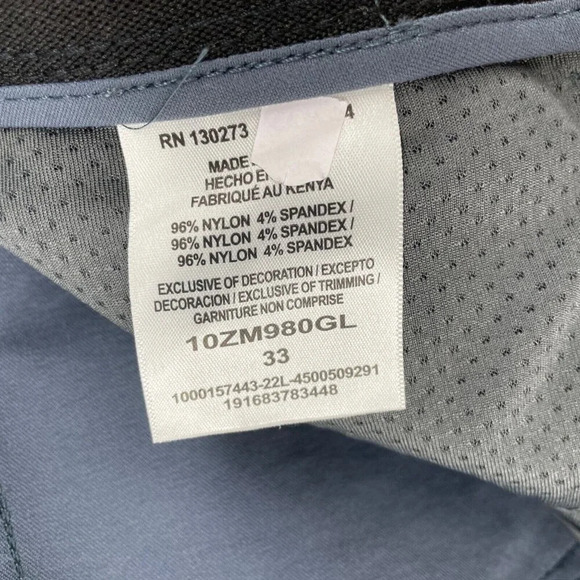 RN 130273 4
MADE
HECHO E
FABRIQUÉ AU KENYA
96% NYLON 4% SPANDEX /
96% NYLON 4% SPANDEX /
96% NYLON 4% SPANDEX
EXCLUSIVE OF DECORATION / EXCEPTO
DECORACION / EXCLUSIVE OF TRIMMING /
GARNITURE NON COMPRISE
10ZM980GL
33
1000157443-22L-4500509291
191683783448